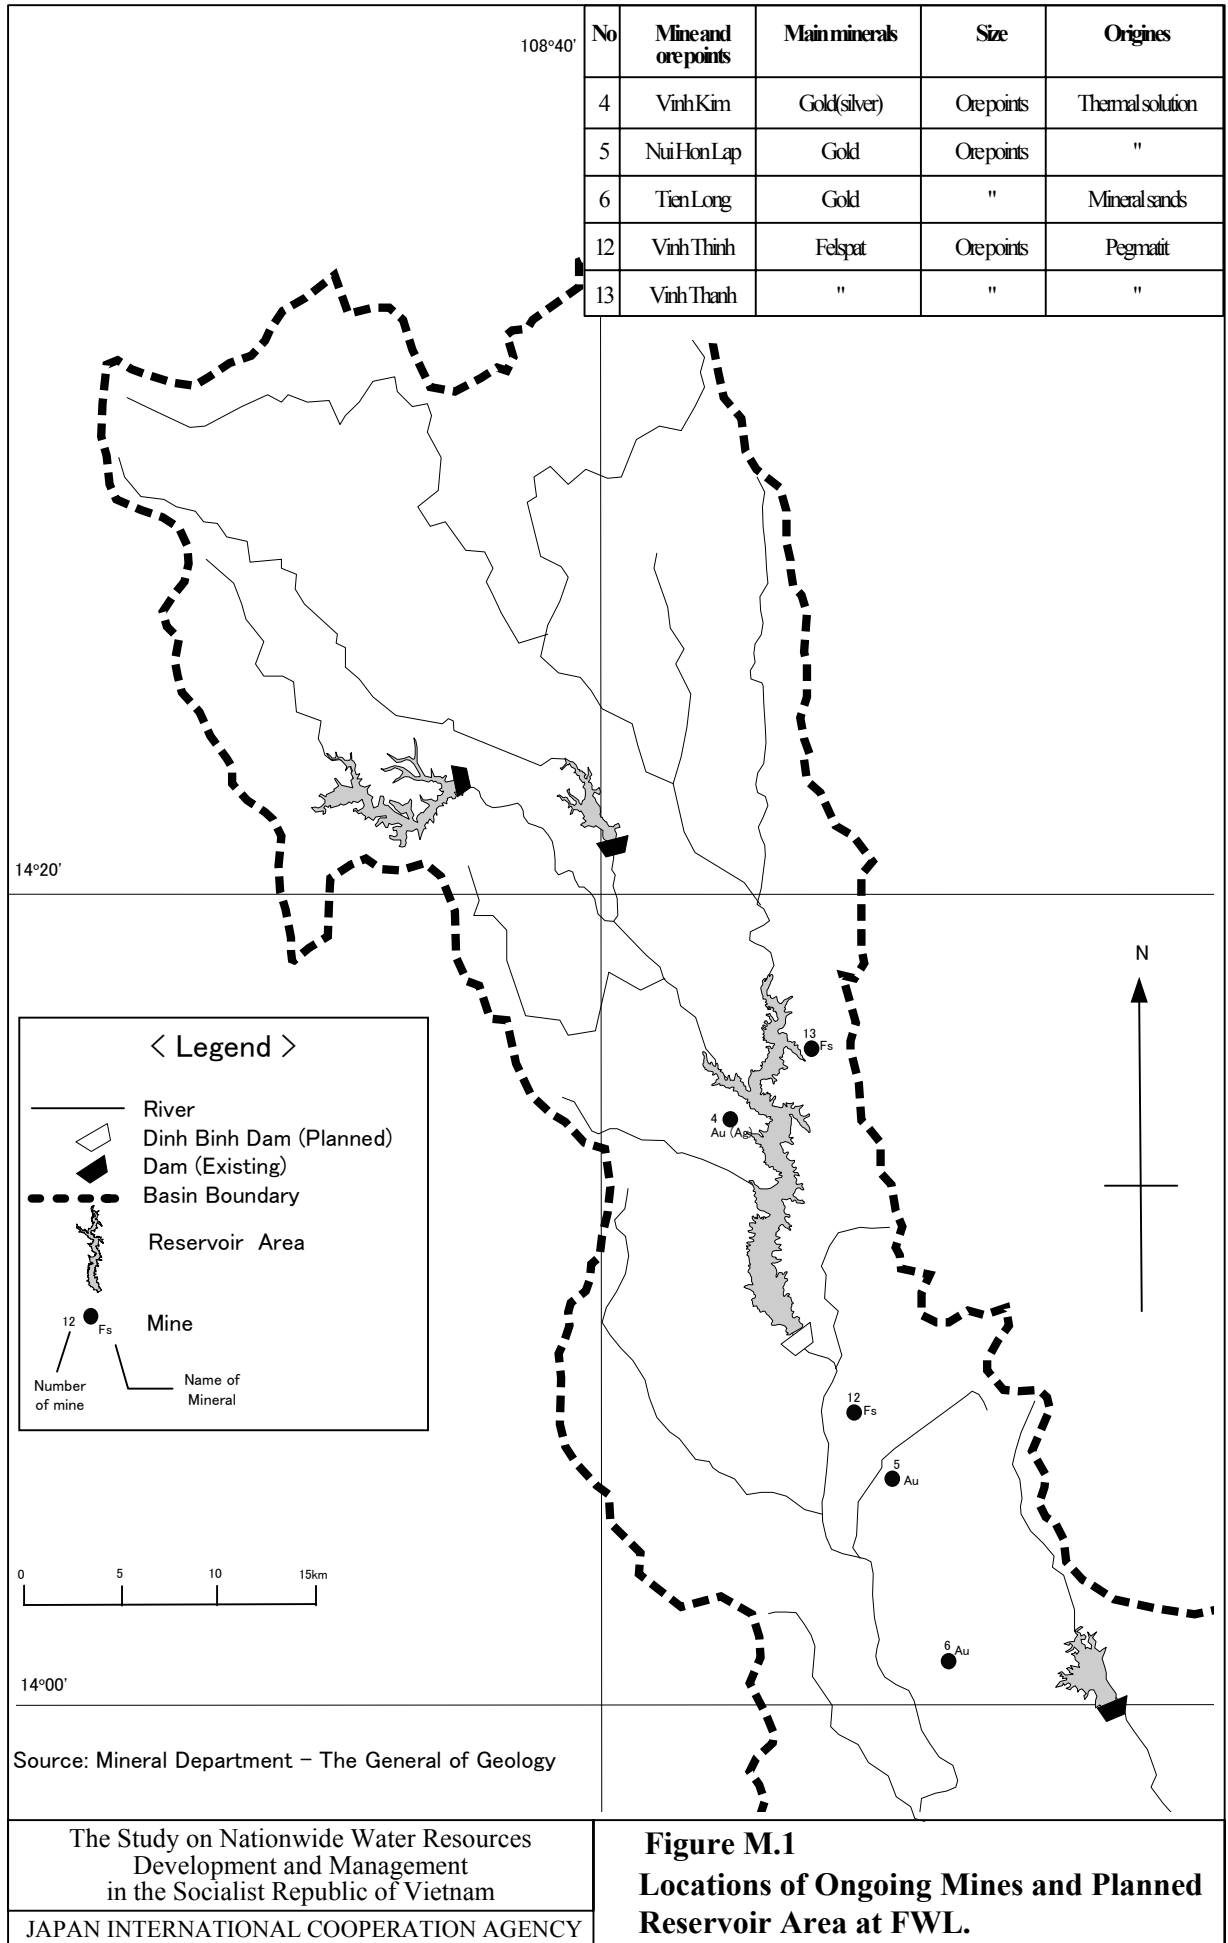 108°40'
No Mine and ore points Main minerals Size Origines
4 Vinh Kim Gold(silver) Ore points Thermal solution
5 Nui Hon Lap Gold Ore points "
6 Tien Long Gold " Mineral sands
12 Vinh Thinh Felspat Ore points Pegmatit
13 Vinh Thanh " " "
14°20'
N
13
Fs
4
Au (Ag)
12
Fs
5
Au
6 Au
< Legend >
River
Dinh Binh Dam (Planned)
Dam (Existing)
Basin Boundary
Reservoir Area
12 Fs Mine
Number
of mine
Name of
Mineral
0 5 10 15km
14°00'
Source: Mineral Department - The General of Geology
The Study on Nationwide Water Resources
Development and Management
in the Socialist Republic of Vietnam
JAPAN INTERNATIONAL COOPERATION AGENCY
Figure M.1
Locations of Ongoing Mines and Planned
Reservoir Area at FWL.